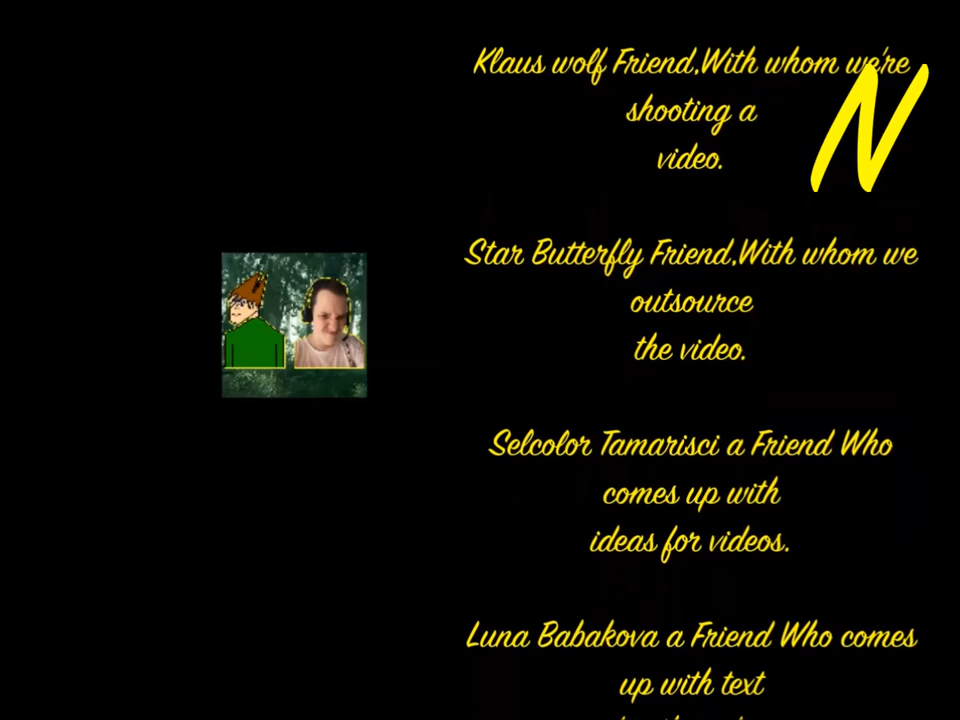 Klaus wolf Friend,With whom we're
shooting a
video.
N
Star Butterfly Friend,With whom we
outsource
the video.
Selcolor Tamarisci a Friend Who
comes up with
ideas for videos.
Luna Babakova a Friend Who comes
up with text